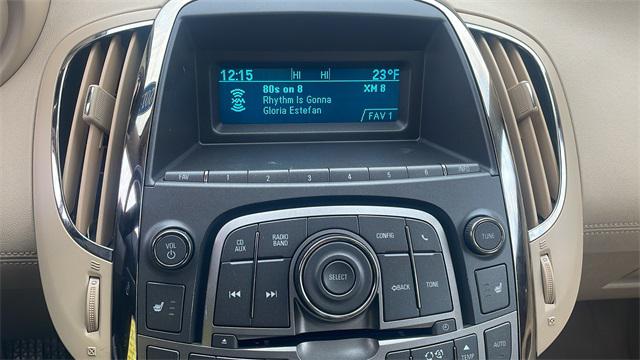 12:15 HI HI 23°F
80s on 8 XM 8
XM Rhythm Is Gonna
Gloria Estefan
FAV 1
FAV 1 2 3 4 5 6 INFO
VOL
CD AUX
RADIO BAND
CONFIG
TUNE
SELECT
BACK
TONE
TEMP
AUTO